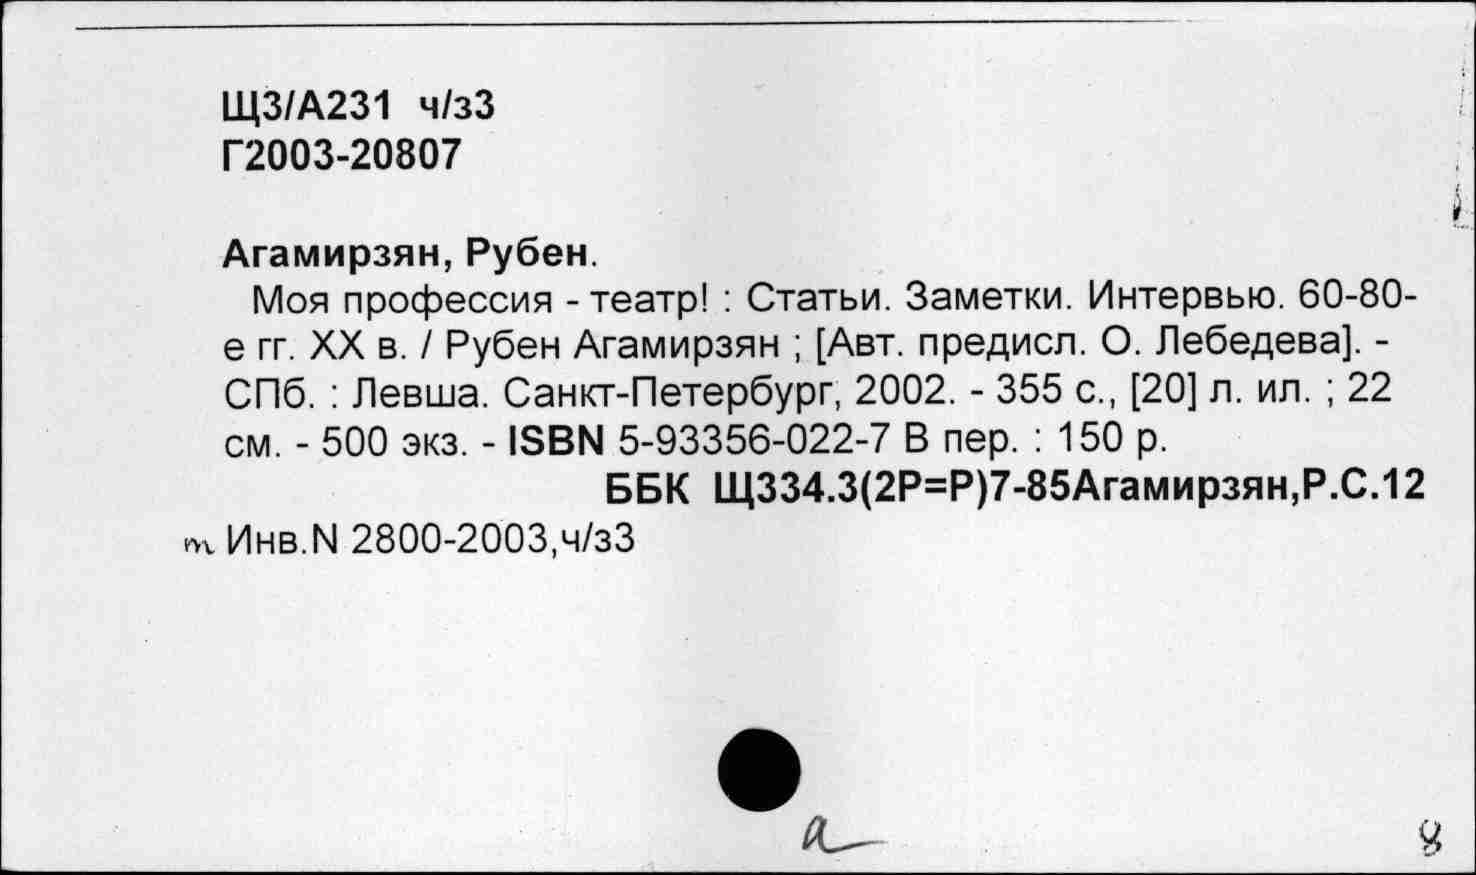 Щ3/А231 ч/з3
Г2003-20807
Агамирзян, Рубен.
Моя профессия - театр! : Статьи. Заметки. Интервью. 60-80-
е гг. XX в. / Рубен Агамирзян ; [Авт. предисл. О. Лебедева]. -
СПб. : Левша. Санкт-Петербург, 2002. - 355 с., [20] л. ил. ; 22
см. - 500 экз. - ISBN 5-93356-022-7 В пер. : 150 р.
ББК Щ334.3(2Р=Р)7-85Агамирзян,Р.С.12
т Инв.N 2800-2003,ч/з3
а
8